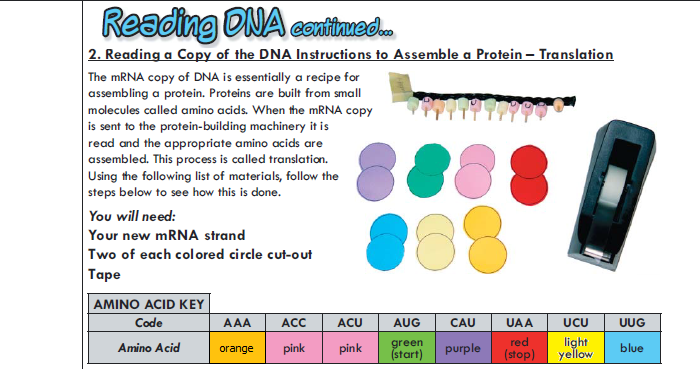 Reading DNA continued...
2. Reading a Copy of the DNA Instructions to Assemble a Protein – Translation
The mRNA copy of DNA is essentially a recipe for
assembling a protein. Proteins are built from small
molecules called amino acids. When the mRNA copy
is sent to the protein-building machinery it is
read and the appropriate amino acids are
assembled. This process is called translation.
Using the following list of materials, follow the
steps below to see how this is done.
You will need:
Your new mRNA strand
Two of each colored circle cut-out
Tape
AMINO ACID KEY
Code AAA ACC ACU AUG CAU UAA UCU UUG
Amino Acid orange pink pink green (start) purple red (stop) light yellow blue